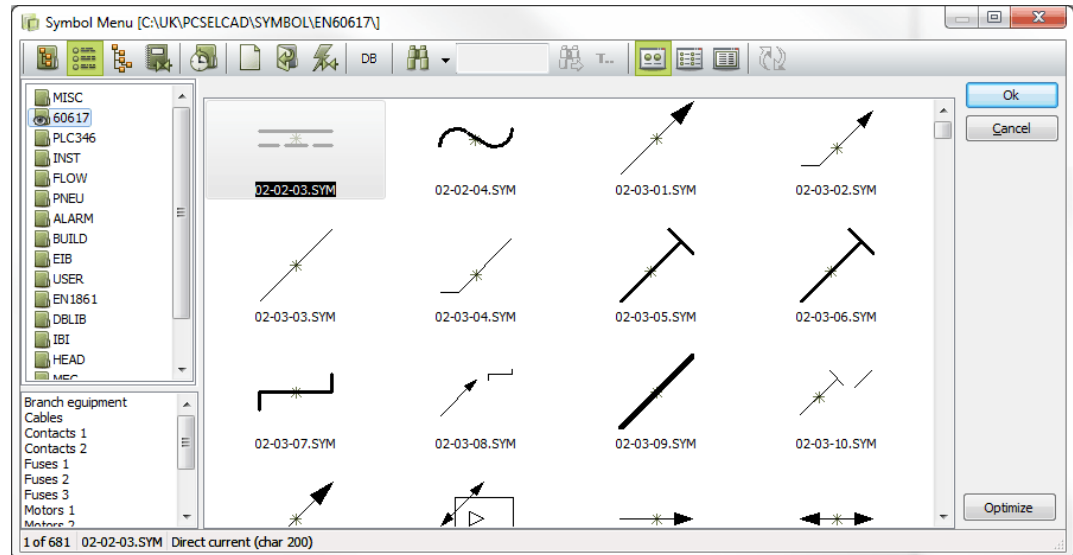 Symbol Menu [C:\UK\PCSELCAD\SYMBOL\EN60617\]
DB T..
MISC
60617
PLC346
INST
FLOW
PNEU
ALARM
BUILD
EIB
USER
EN1861
DBLIB
IBI
HEAD
MEC
Branch equipment
Cables
Contacts 1
Contacts 2
Fuses 1
Fuses 2
Fuses 3
Motors 1
Motors 2
02-02-03.SYM 02-02-04.SYM 02-03-01.SYM 02-03-02.SYM
02-03-03.SYM 02-03-04.SYM 02-03-05.SYM 02-03-06.SYM
02-03-07.SYM 02-03-08.SYM 02-03-09.SYM 02-03-10.SYM
Ok
Cancel
Optimize
1 of 681 02-02-03.SYM Direct current (char 200)